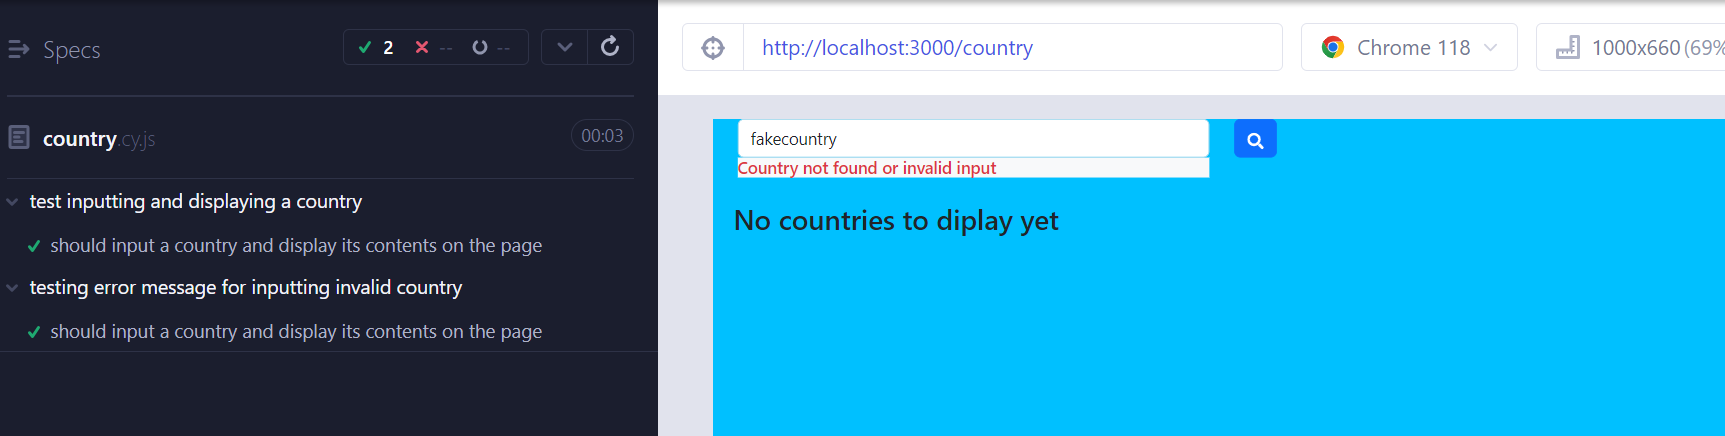 Specs
2 -- --
country.cy.js 00:03
test inputting and displaying a country
should input a country and display its contents on the page
testing error message for inputting invalid country
should input a country and display its contents on the page
http://localhost:3000/country
Chrome 118
1000x660 (69%
fakecountry
Country not found or invalid input
No countries to diplay yet